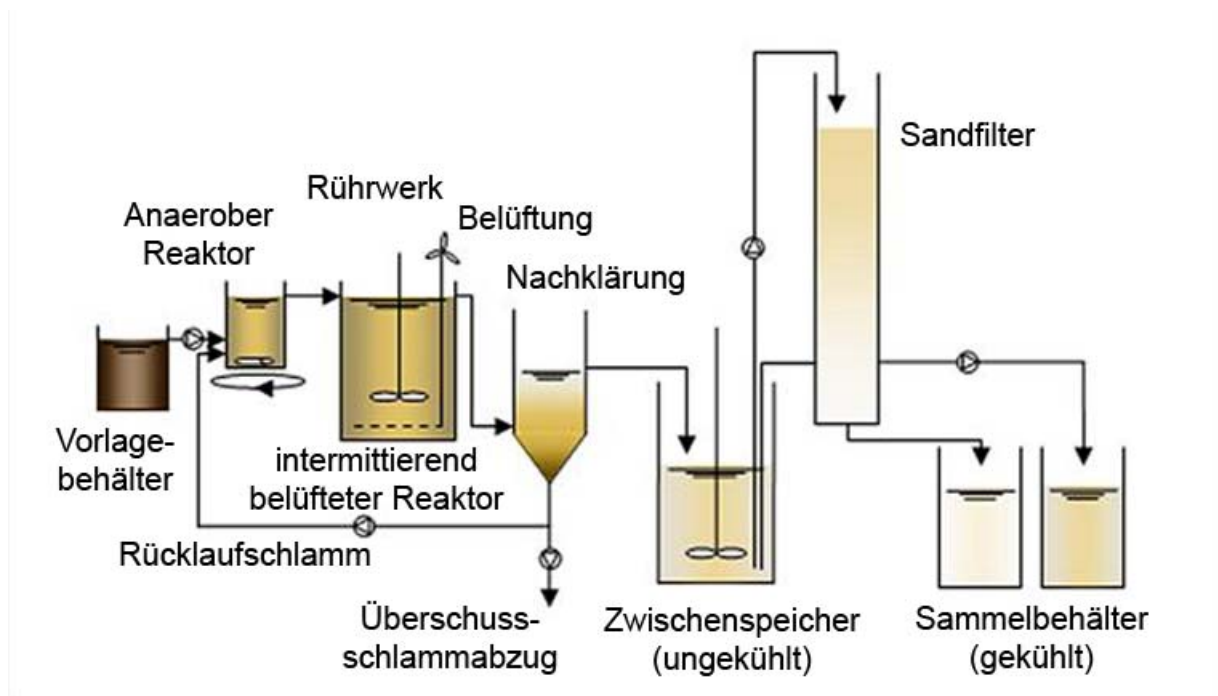 Sandfilter
Rührwerk
Anaerober
Reaktor
Belüftung
Nachklärung
Vorlage-
behälter
intermittierend
belüfteter Reaktor
Rücklaufschlamm
Überschuss-
schlammabzug
Zwischenspeicher
(ungekühlt)
Sammelbehälter
(gekühlt)